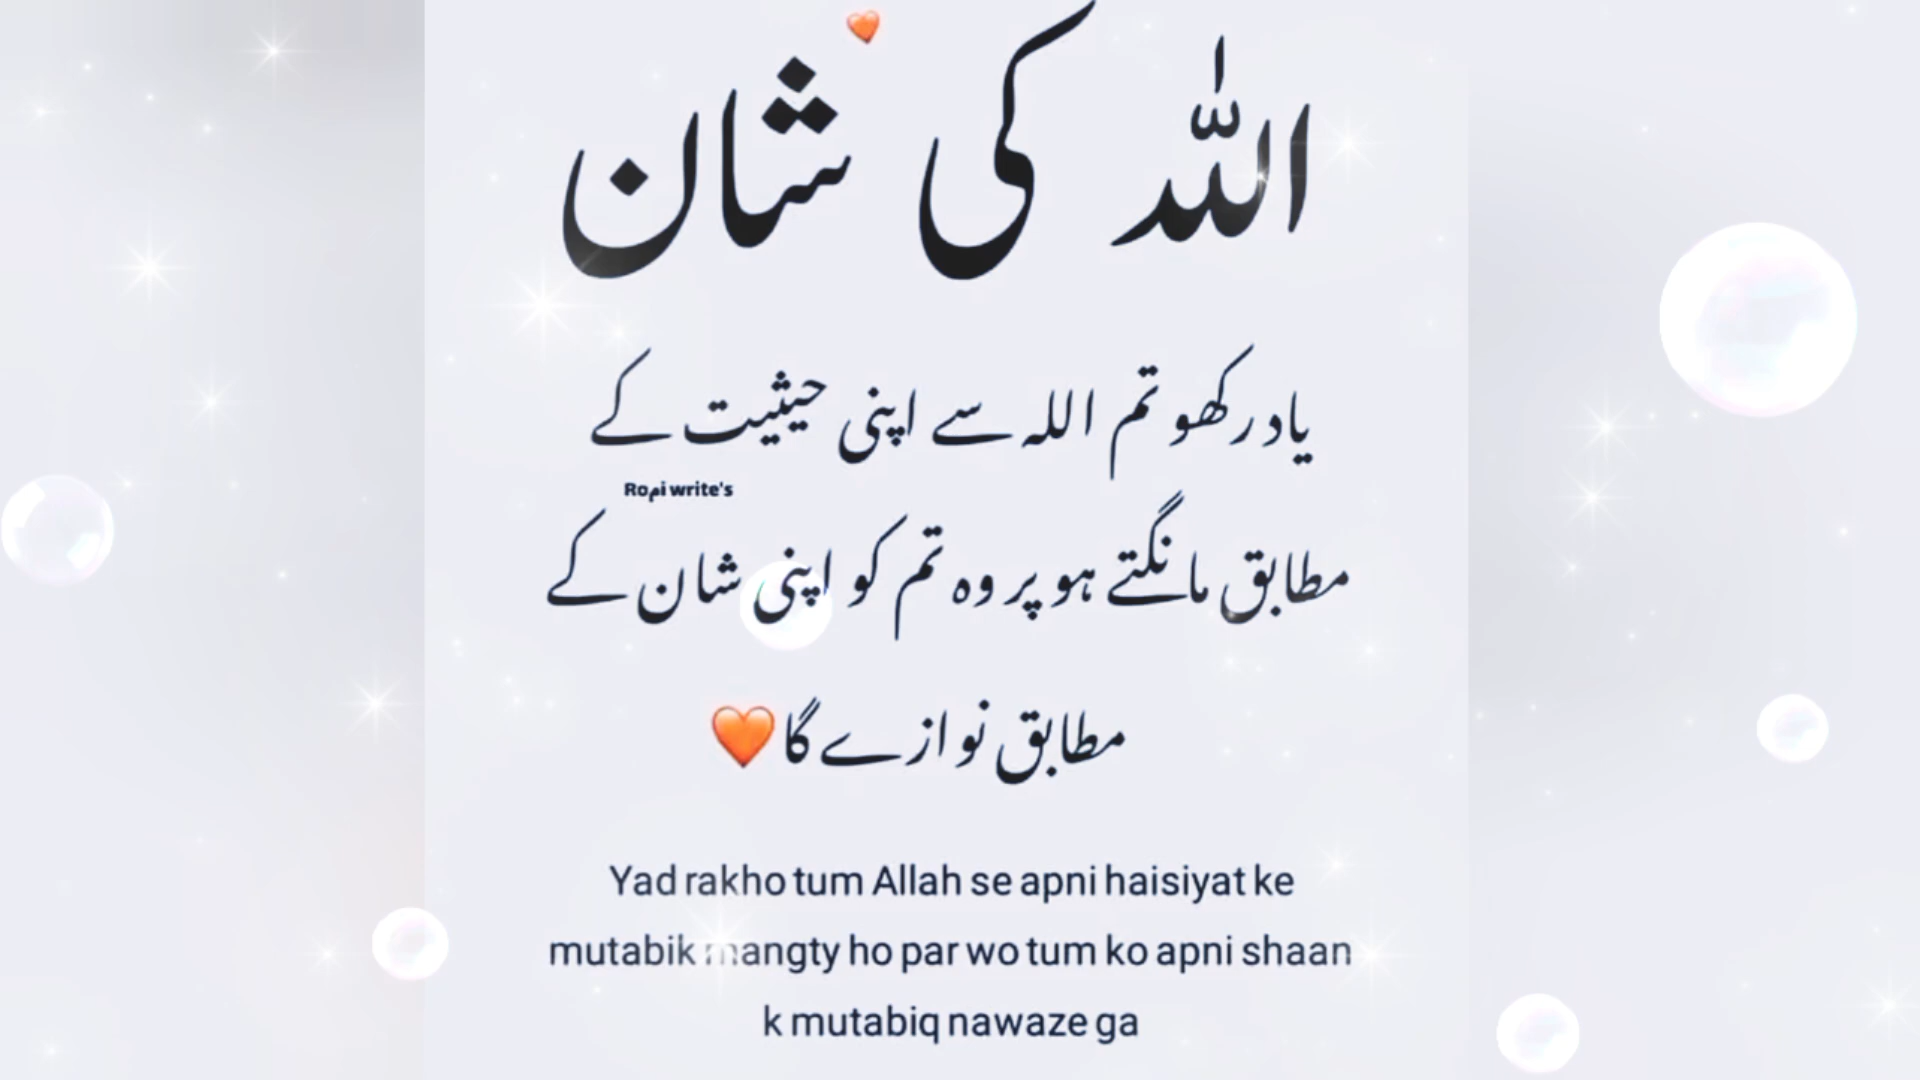 اللہ کی شان
یاد رکھو تم اللہ سے اپنی حیثیت کے
Roمi write's
مطابق مانگتے ہو پر وہ تم کو اپنی شان کے
مطابق نوازے گا🧡
Yad rakho tum Allah se apni haisiyat ke
mutabik mangty ho par wo tum ko apni shaan
k mutabiq nawaze ga